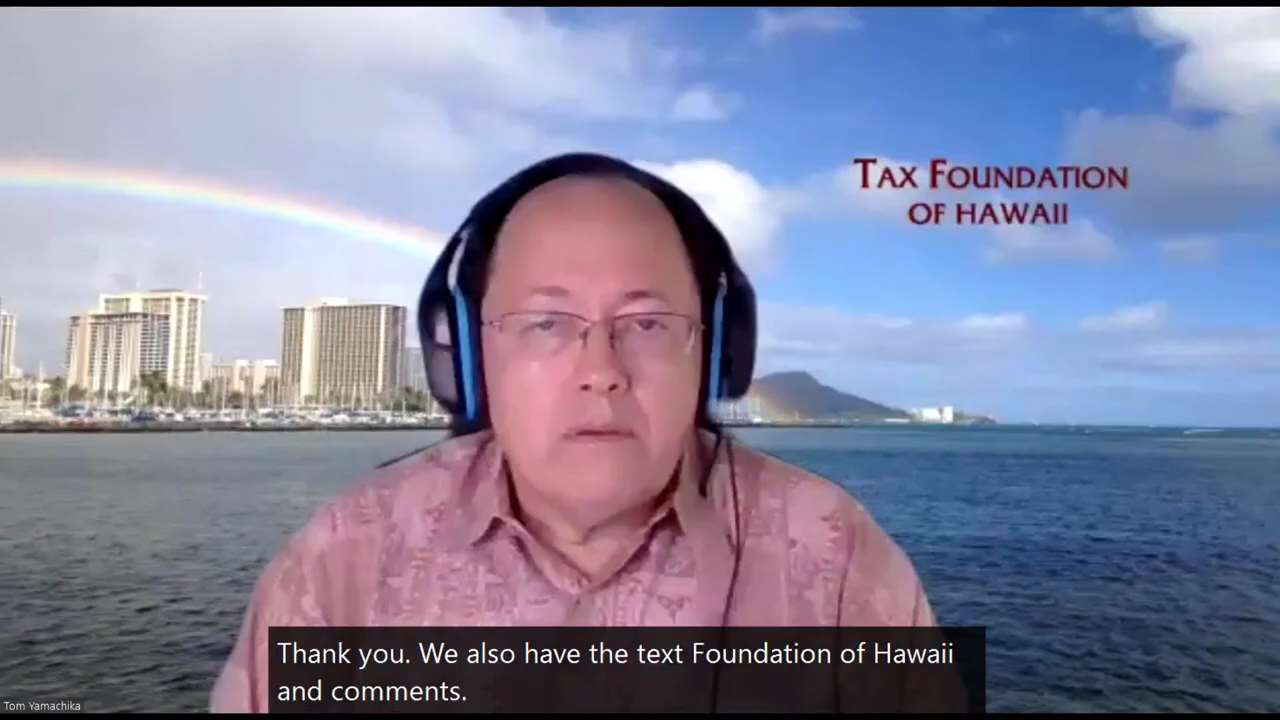 TAX FOUNDATION
OF HAWAII
Thank you. We also have the text Foundation of Hawaii
and comments.
Tom Yamachika